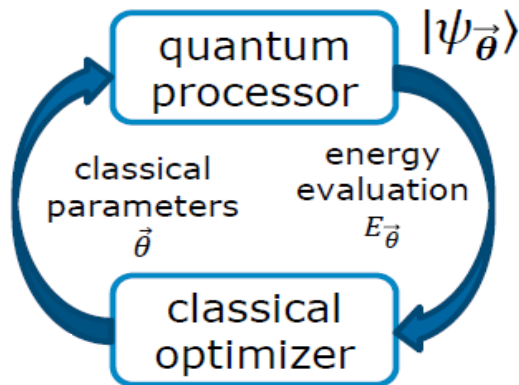 quantum
processor
|ψ_θ⃗⟩
classical
parameters
θ⃗
energy
evaluation
E_θ⃗
classical
optimizer